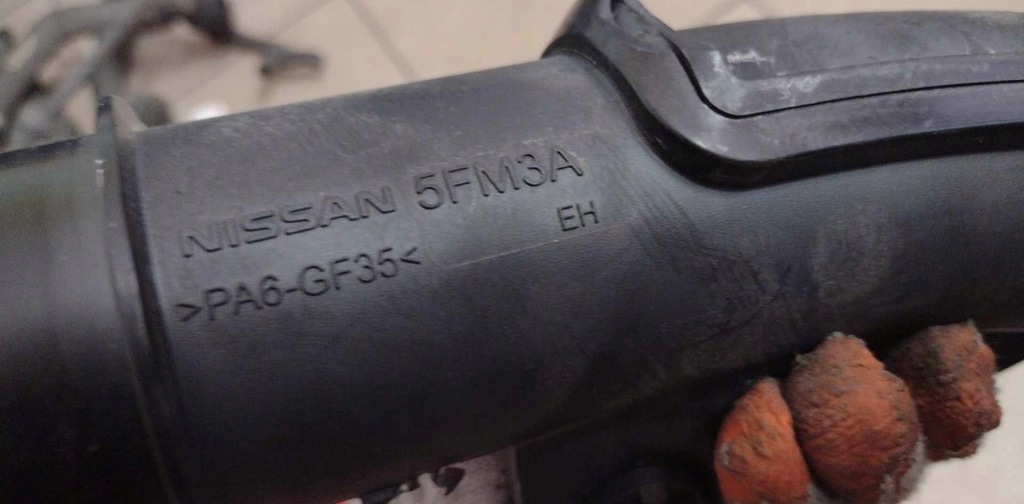 NISSAN 5FM3A
EH
>PA6-GF35<